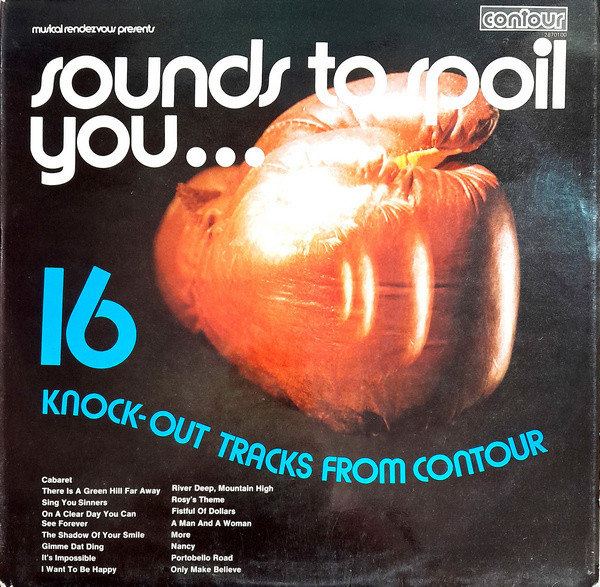 musical rendezvous presents
contour
2870100
sounds to spoil
you...
16
KNOCK-OUT TRACKS FROM CONTOUR
Cabaret
There Is A Green Hill Far Away
Sing You Sinners
On A Clear Day You Can
See Forever
The Shadow Of Your Smile
Gimme Dat Ding
It's Impossible
I Want To Be Happy
River Deep, Mountain High
Rosy's Theme
Fistful Of Dollars
A Man And A Woman
More
Nancy
Portobello Road
Only Make Believe